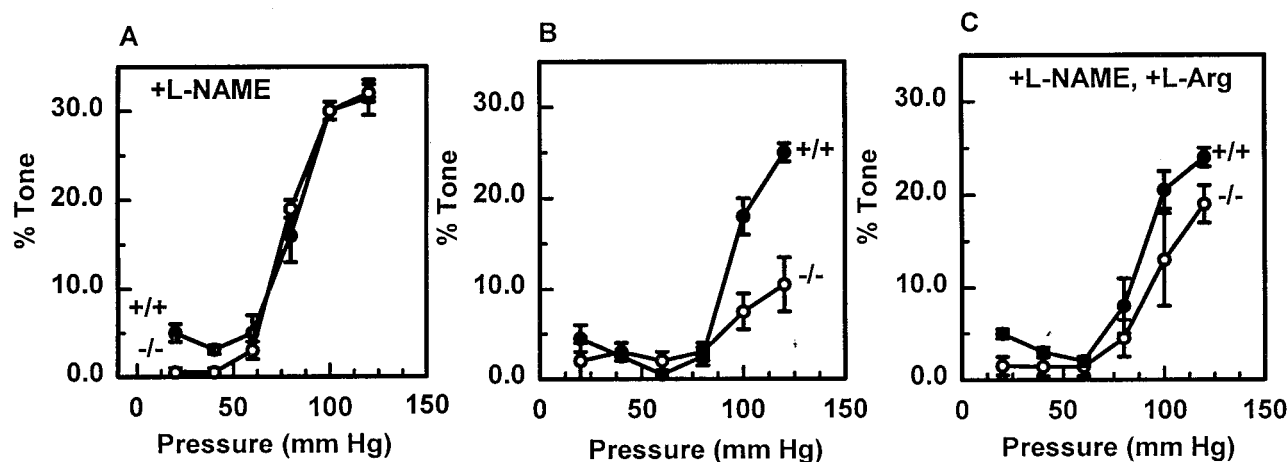 A
+L-NAME
% Tone
30.0
20.0
10.0
0.0
+/+
-/-
0 50 100 150
Pressure (mm Hg)
B
% Tone
30.0
20.0
10.0
0.0
+/+
-/-
0 50 100 150
Pressure (mm Hg)
C
+L-NAME, +L-Arg
% Tone
30.0
20.0
10.0
0.0
+/+
-/-
0 50 100 150
Pressure (mm Hg)